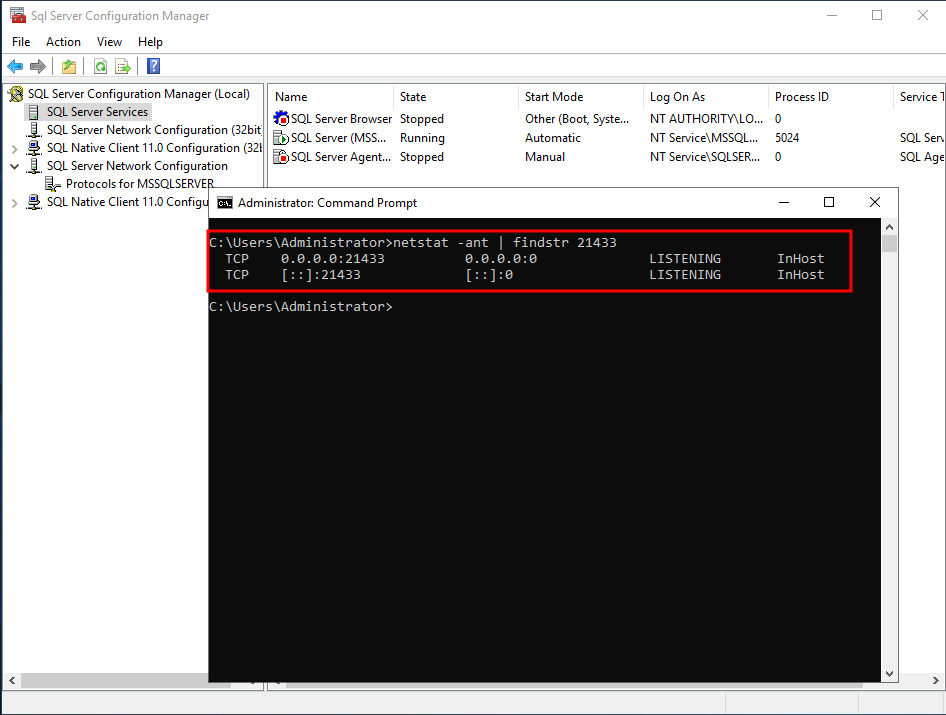 Sql Server Configuration Manager
File Action View Help
SQL Server Configuration Manager (Local)
SQL Server Services
SQL Server Network Configuration (32bit
SQL Native Client 11.0 Configuration (32b
SQL Server Network Configuration
Protocols for MSSQLSERVER
SQL Native Client 11.0 Configu
Name State Start Mode Log On As Process ID Service T
SQL Server Browser Stopped Other (Boot, Syste... NT AUTHORITY\LO... 0
SQL Server (MSS... Running Automatic NT Service\MSSQL... 5024 SQL Serv
SQL Server Agent... Stopped Manual NT Service\SQLSER... 0 SQL Age
Administrator: Command Prompt
C:\Users\Administrator>netstat -ant | findstr 21433
TCP 0.0.0.0:21433 0.0.0.0:0 LISTENING InHost
TCP [::]:21433 [::]:0 LISTENING InHost
C:\Users\Administrator>